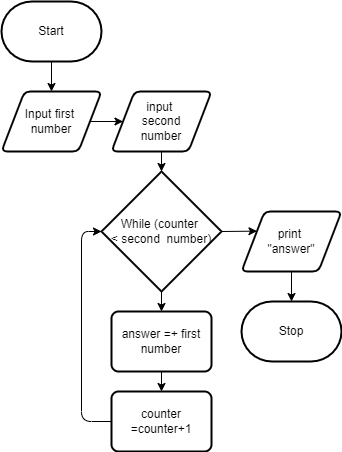 Start
Input first
number
input
second
number
While (counter
< second  number)
print
"answer"
answer =+ first
number
Stop
counter
=counter+1